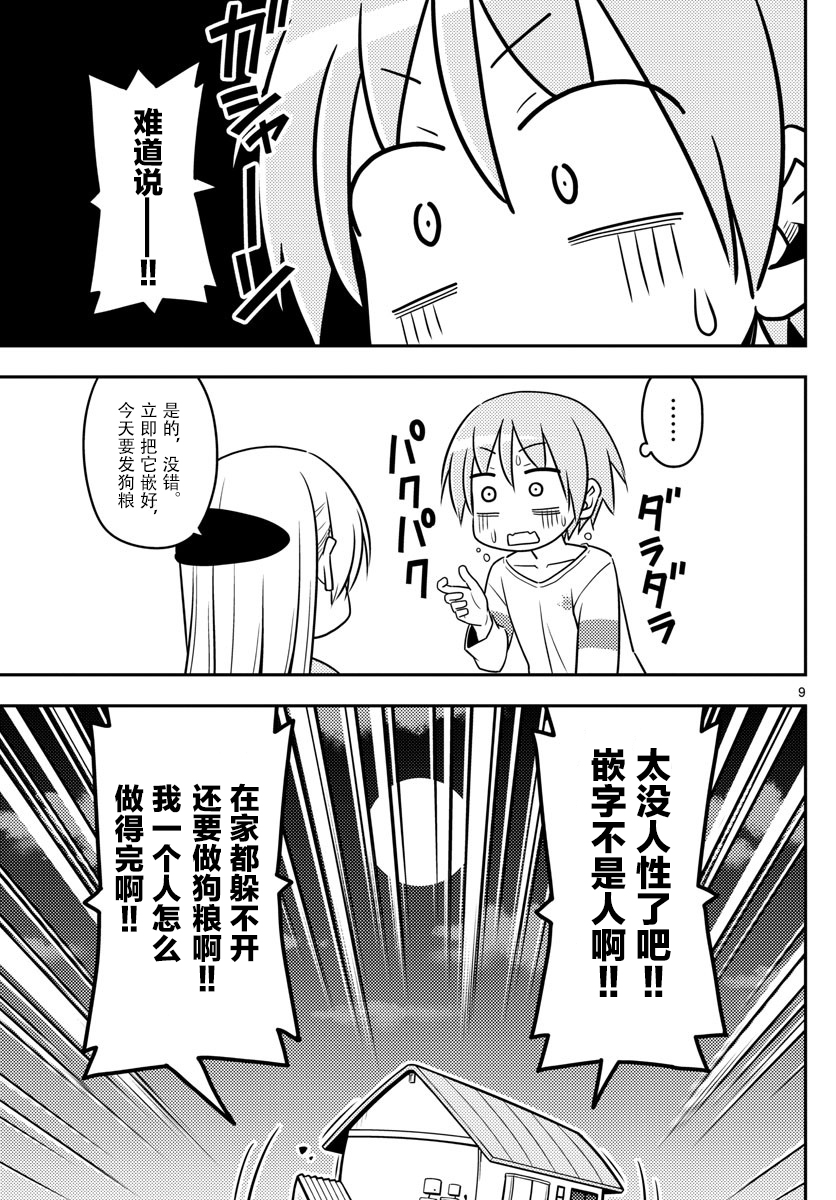 ガシャーン
難道说——!!
……
ダラダラ
パクパク
是的，没错。
立即把它嵌好，
今天要发狗粮
9
太没人性了吧!!
嵌字不是人啊!!
在家都躲不开
还要做狗粮啊!!
我一个人怎么
做得完啊!!